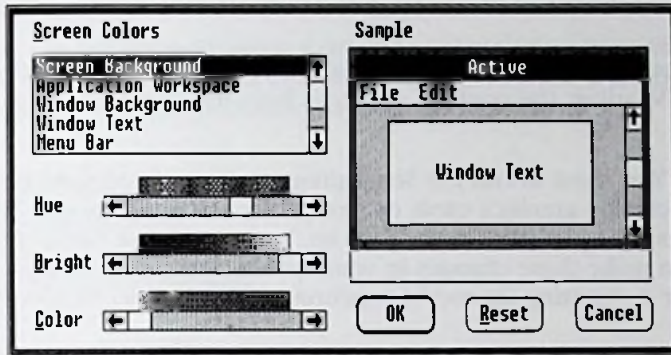 Screen Colors
Screen Background
Application Workspace
Window Background
Window Text
Menu Bar
Hue
Bright
Color
Sample
Active
File Edit
Window Text
OK
Reset
Cancel